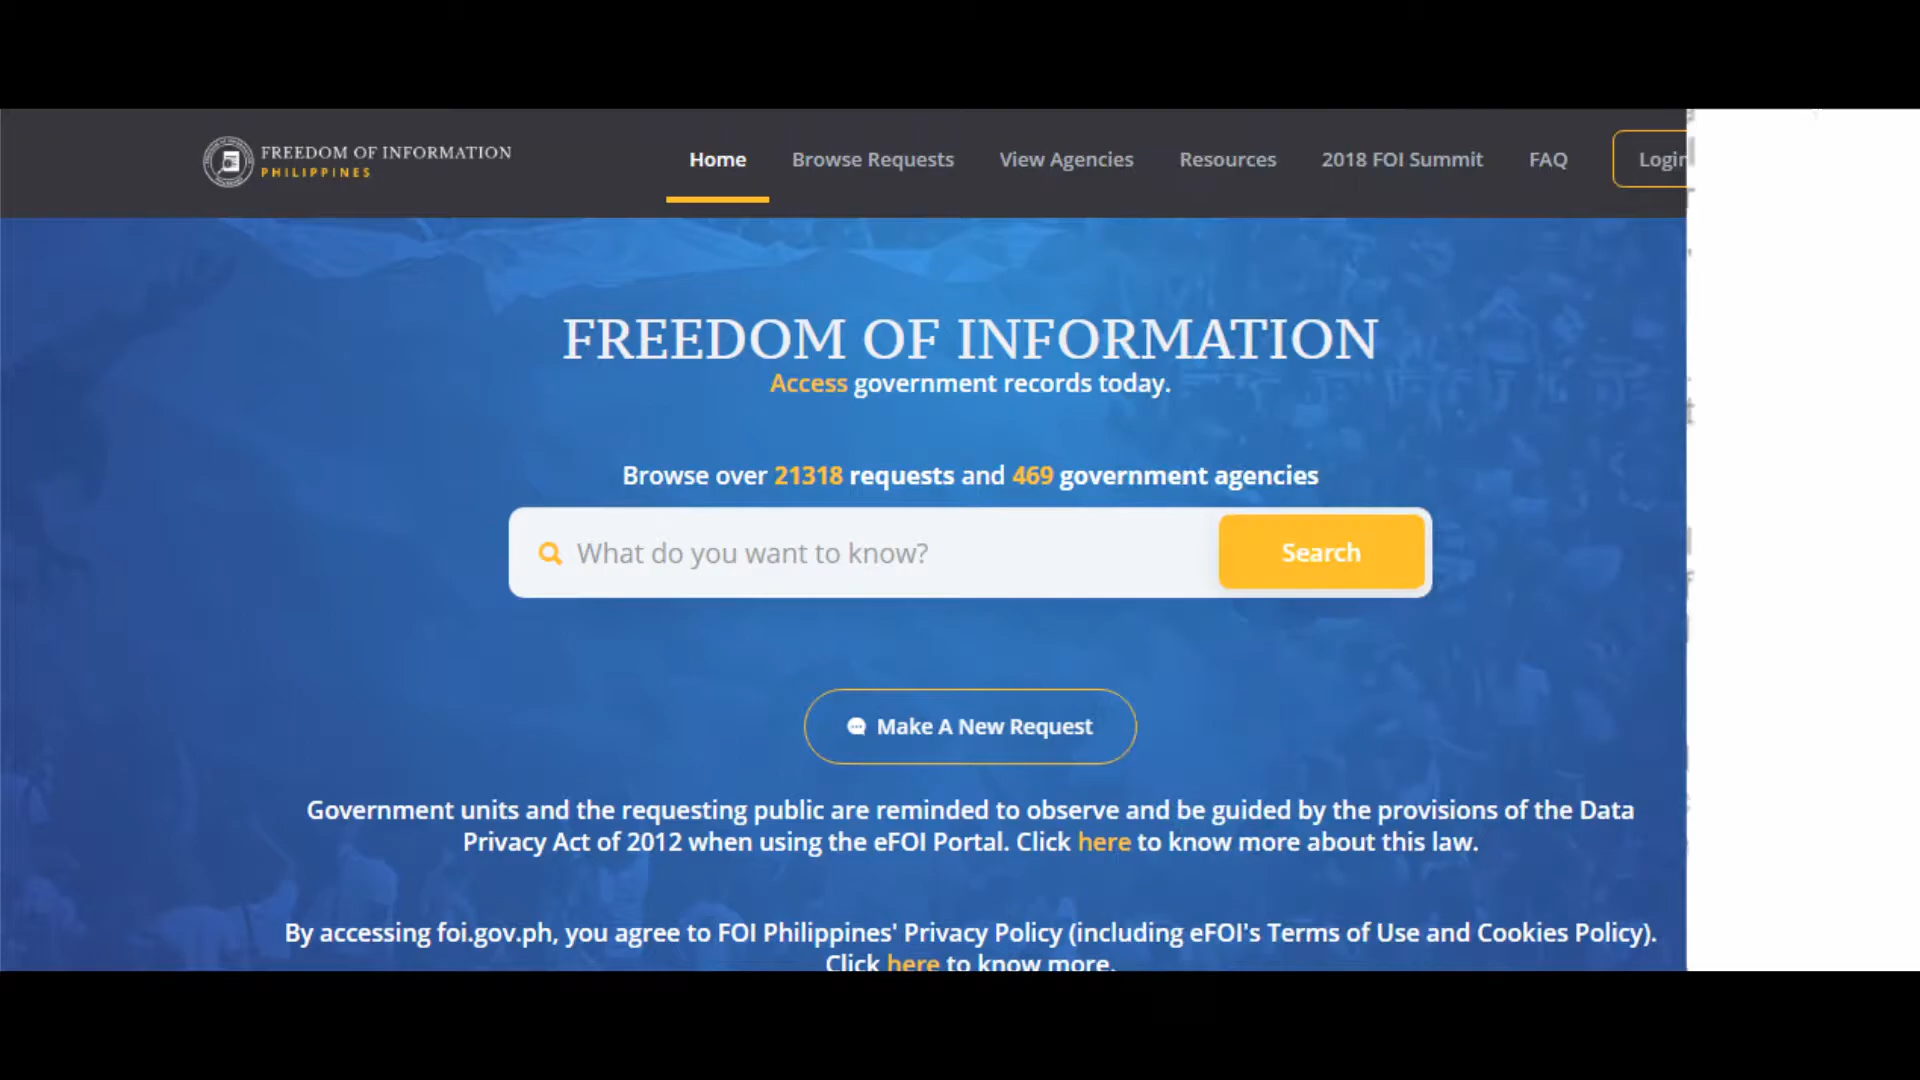 FREEDOM OF INFORMATION
PHILIPPINES
Home
Browse Requests
View Agencies
Resources
2018 FOI Summit
FAQ
Login
FREEDOM OF INFORMATION
Access government records today.
Browse over 21318 requests and 469 government agencies
What do you want to know?
Search
Make A New Request
Government units and the requesting public are reminded to observe and be guided by the provisions of the Data
Privacy Act of 2012 when using the eFOI Portal. Click here to know more about this law.
By accessing foi.gov.ph, you agree to FOI Philippines' Privacy Policy (including eFOI's Terms of Use and Cookies Policy).
Click here to know more.